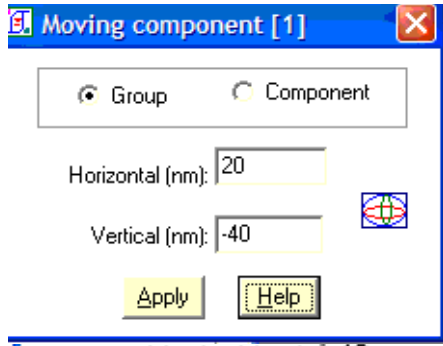 Moving component [1]
Group Component
Horizontal (nm): 20
Vertical (nm): -40
Apply Help